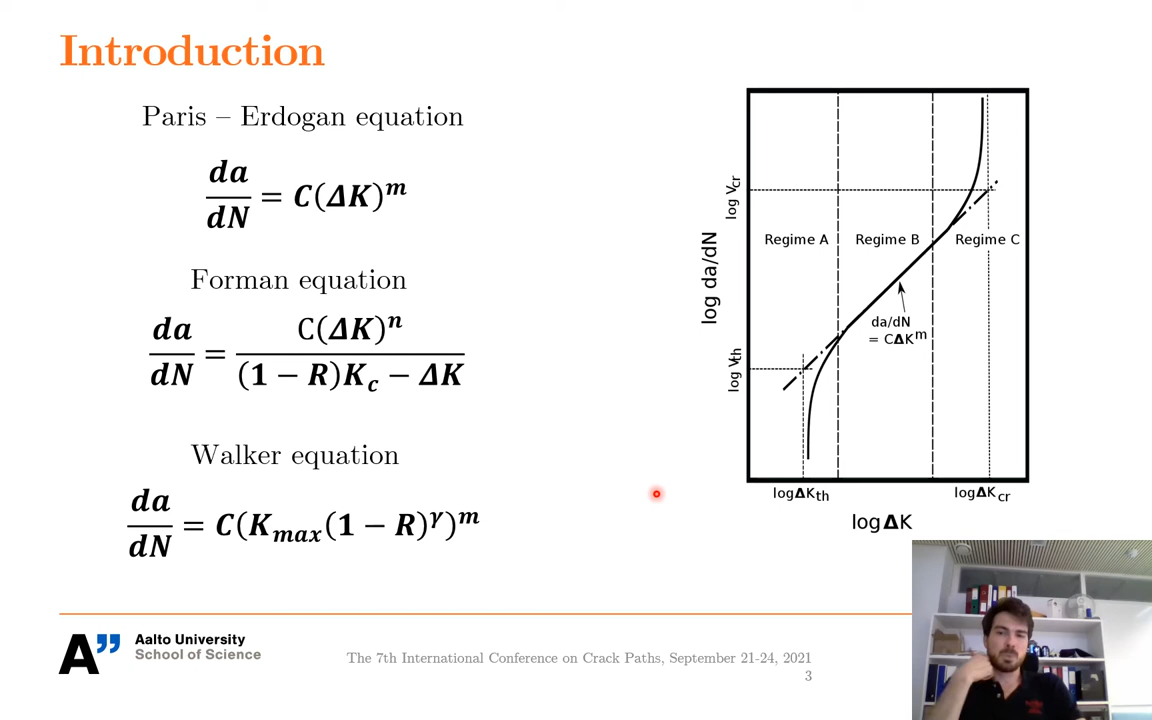 Introduction
Paris – Erdogan equation
da/dN = C(ΔK)^m
Forman equation
da/dN = C(ΔK)^n / ((1 − R)K_c − ΔK)
Walker equation
da/dN = C(K_max(1 − R)^γ)^m
log V_cr
Regime A
Regime B
Regime C
log da/dN
da/dN
= CΔK^m
log V_th
logΔK_th
logΔK_cr
logΔK
A”
Aalto University
School of Science
The 7th International Conference on Crack Paths, September 21-24, 2021
3